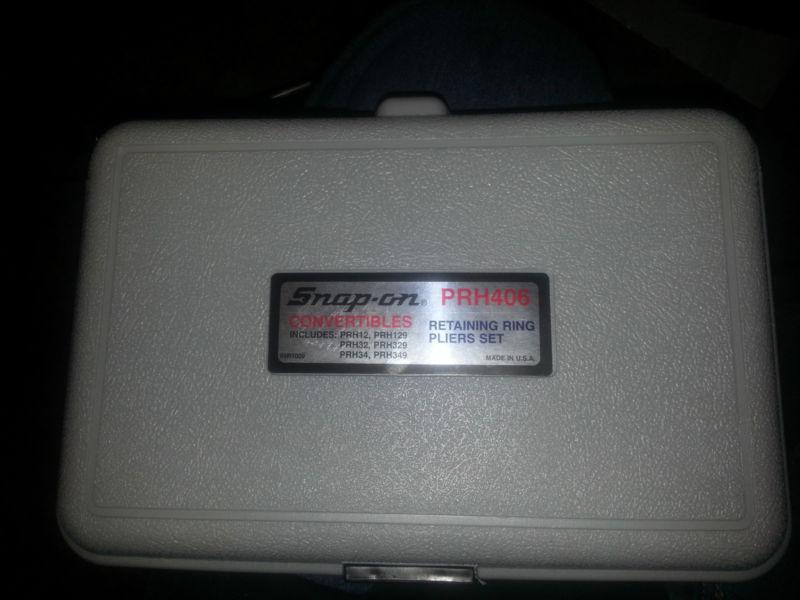 Snap-on® PRH406
CONVERTIBLES
RETAINING RING
PLIERS SET
INCLUDES: PRH12, PRH129
PRH32, PRH329
PRH34, PRH349
MADE IN U.S.A.